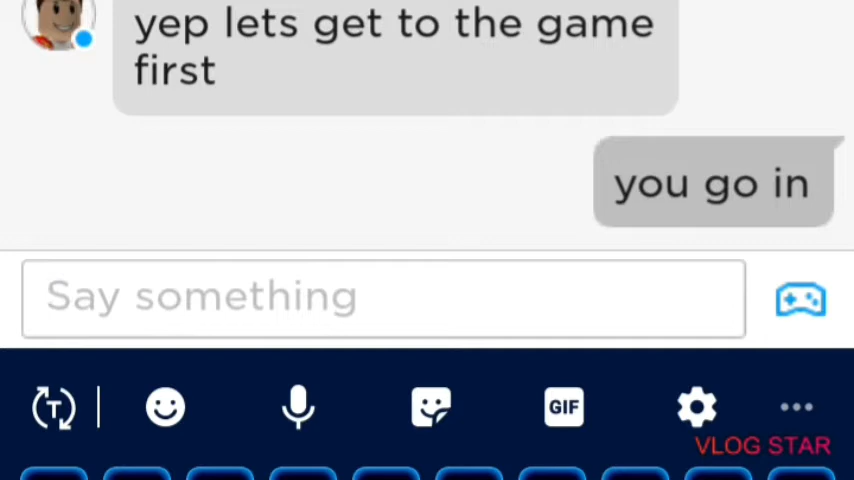 yep lets get to the game
first
you go in
Say something
T
GIF
VLOG STAR